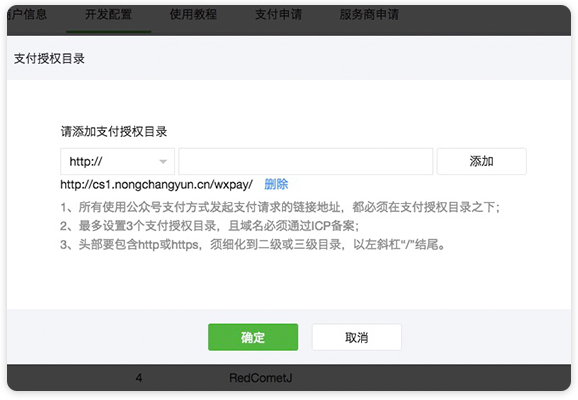 商户信息 开发配置 使用教程 支付申请 服务商申请
支付授权目录
请添加支付授权目录
http:// 添加
http://cs1.nongchangyun.cn/wxpay/ 删除
1、所有使用公众号支付方式发起支付请求的链接地址，都必须在支付授权目录之下；
2、最多设置3个支付授权目录，且域名必须通过ICP备案；
3、头部要包含http或https，须细化到二级或三级目录，以左斜杠“/”结尾。
确定 取消
4 RedCometJ